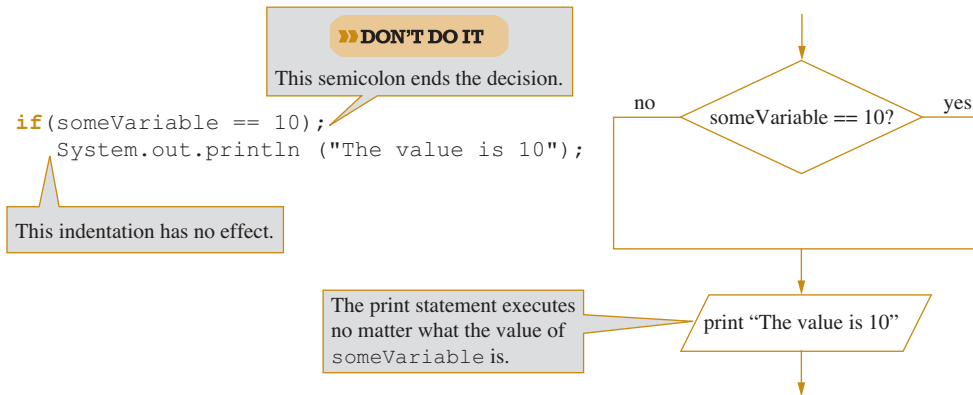 DON'T DO IT
This semicolon ends the decision.
if(someVariable == 10);
System.out.println ("The value is 10");
This indentation has no effect.
no
someVariable == 10?
yes
The print statement executes
no matter what the value of
someVariable is.
print “The value is 10”